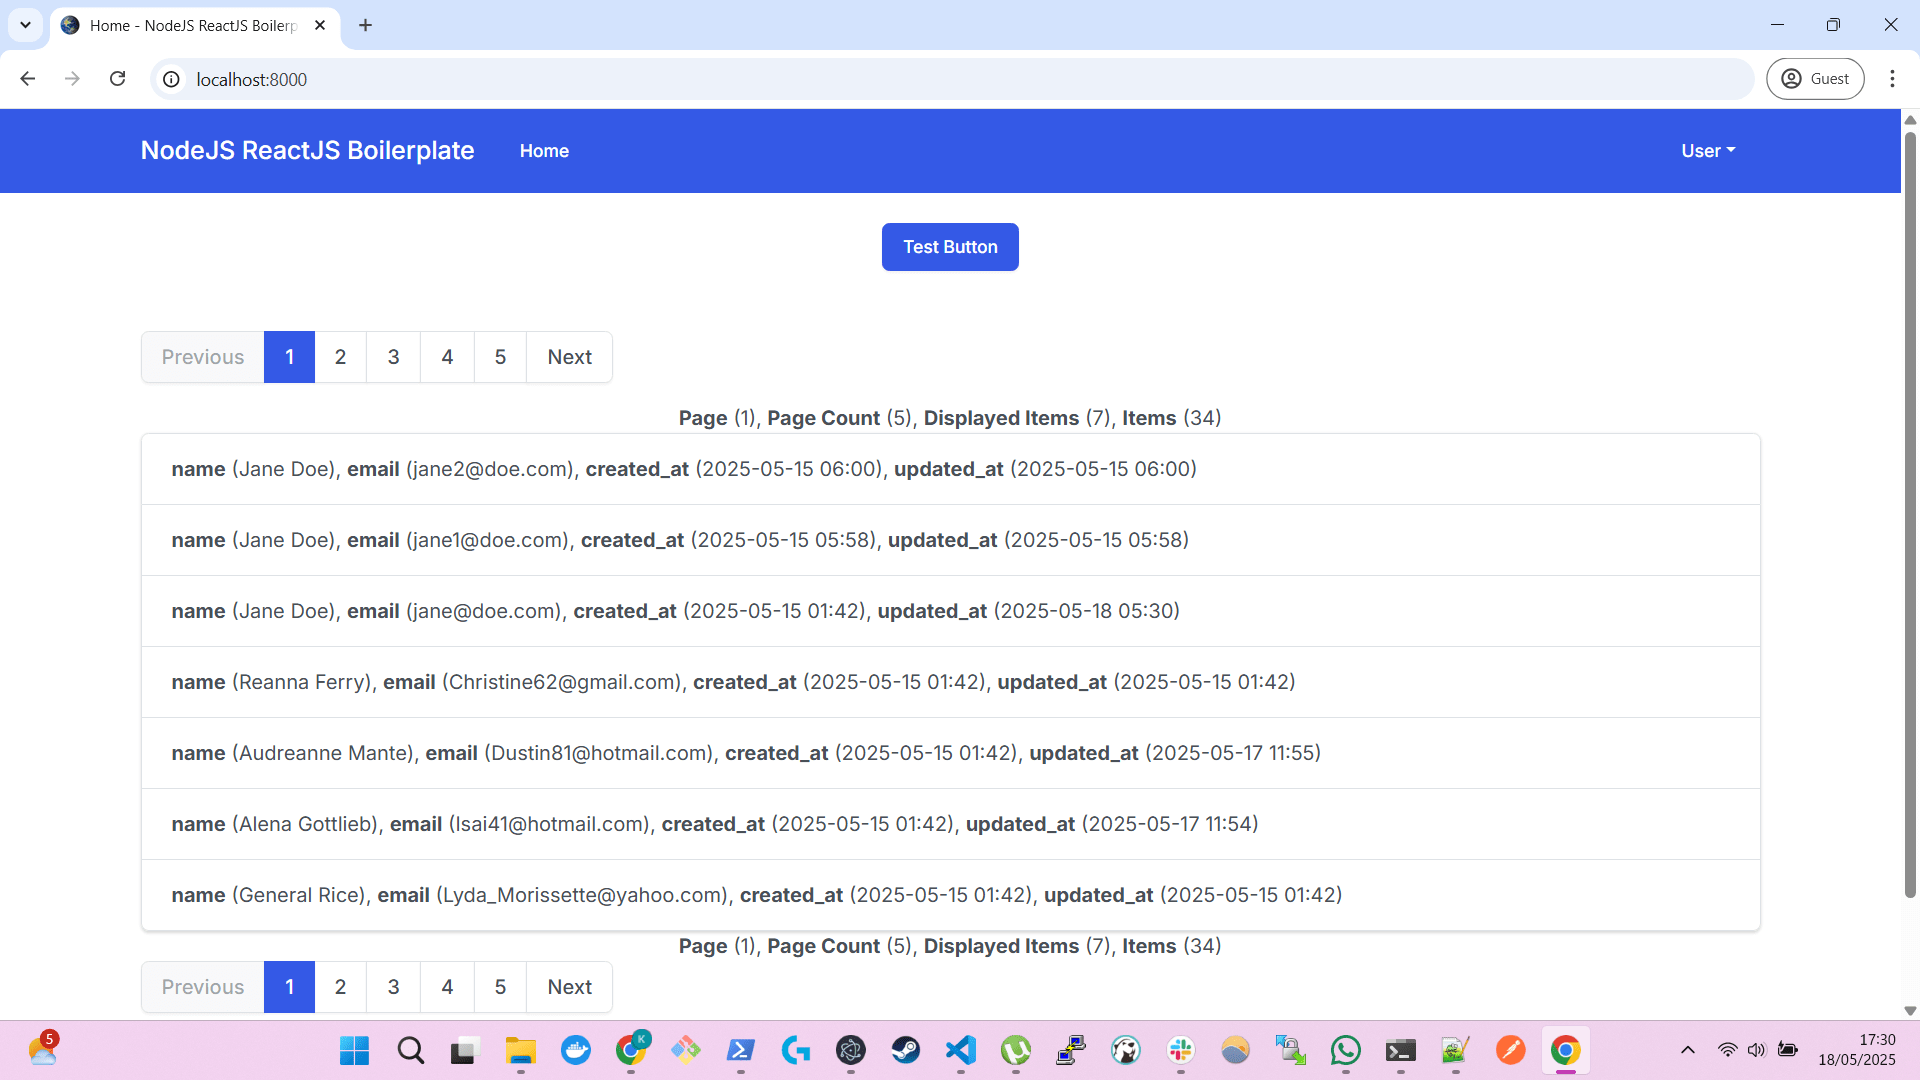 Home - NodeJS ReactJS Boilerp
localhost:8000
Guest
NodeJS ReactJS Boilerplate Home User
Test Button
Previous 1 2 3 4 5 Next
Page (1), Page Count (5), Displayed Items (7), Items (34)
name (Jane Doe), email (jane2@doe.com), created_at (2025-05-15 06:00), updated_at (2025-05-15 06:00)
name (Jane Doe), email (jane1@doe.com), created_at (2025-05-15 05:58), updated_at (2025-05-15 05:58)
name (Jane Doe), email (jane@doe.com), created_at (2025-05-15 01:42), updated_at (2025-05-18 05:30)
name (Reanna Ferry), email (Christine62@gmail.com), created_at (2025-05-15 01:42), updated_at (2025-05-15 01:42)
name (Audreanne Mante), email (Dustin81@hotmail.com), created_at (2025-05-15 01:42), updated_at (2025-05-17 11:55)
name (Alena Gottlieb), email (Isai41@hotmail.com), created_at (2025-05-15 01:42), updated_at (2025-05-17 11:54)
name (General Rice), email (Lyda_Morissette@yahoo.com), created_at (2025-05-15 01:42), updated_at (2025-05-15 01:42)
Page (1), Page Count (5), Displayed Items (7), Items (34)
Previous 1 2 3 4 5 Next
5
K
17:30
18/05/2025